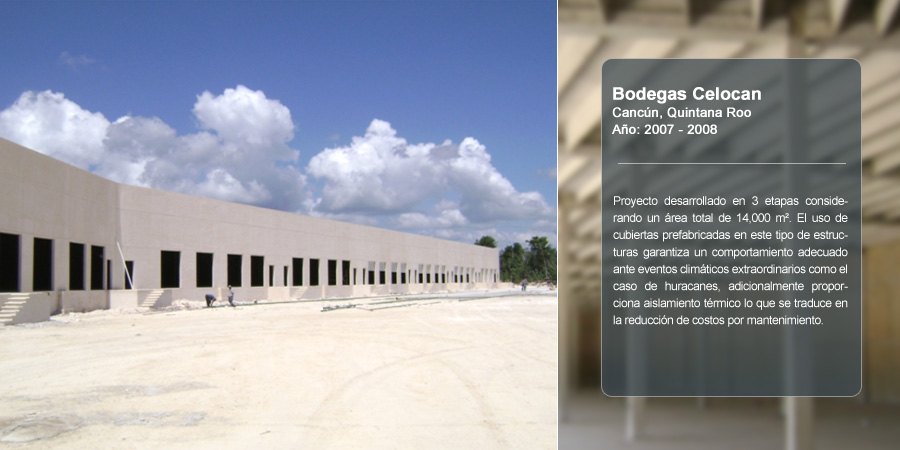 Bodegas Celocan
Cancún, Quintana Roo
Año: 2007 - 2008
Proyecto desarrollado en 3 etapas conside-
rando un área total de 14,000 m². El uso de
cubiertas prefabricadas en este tipo de estruc-
turas garantiza un comportamiento adecuado
ante eventos climáticos extraordinarios como el
caso de huracanes, adicionalmente propor-
ciona aislamiento térmico lo que se traduce en
la reducción de costos por mantenimiento.